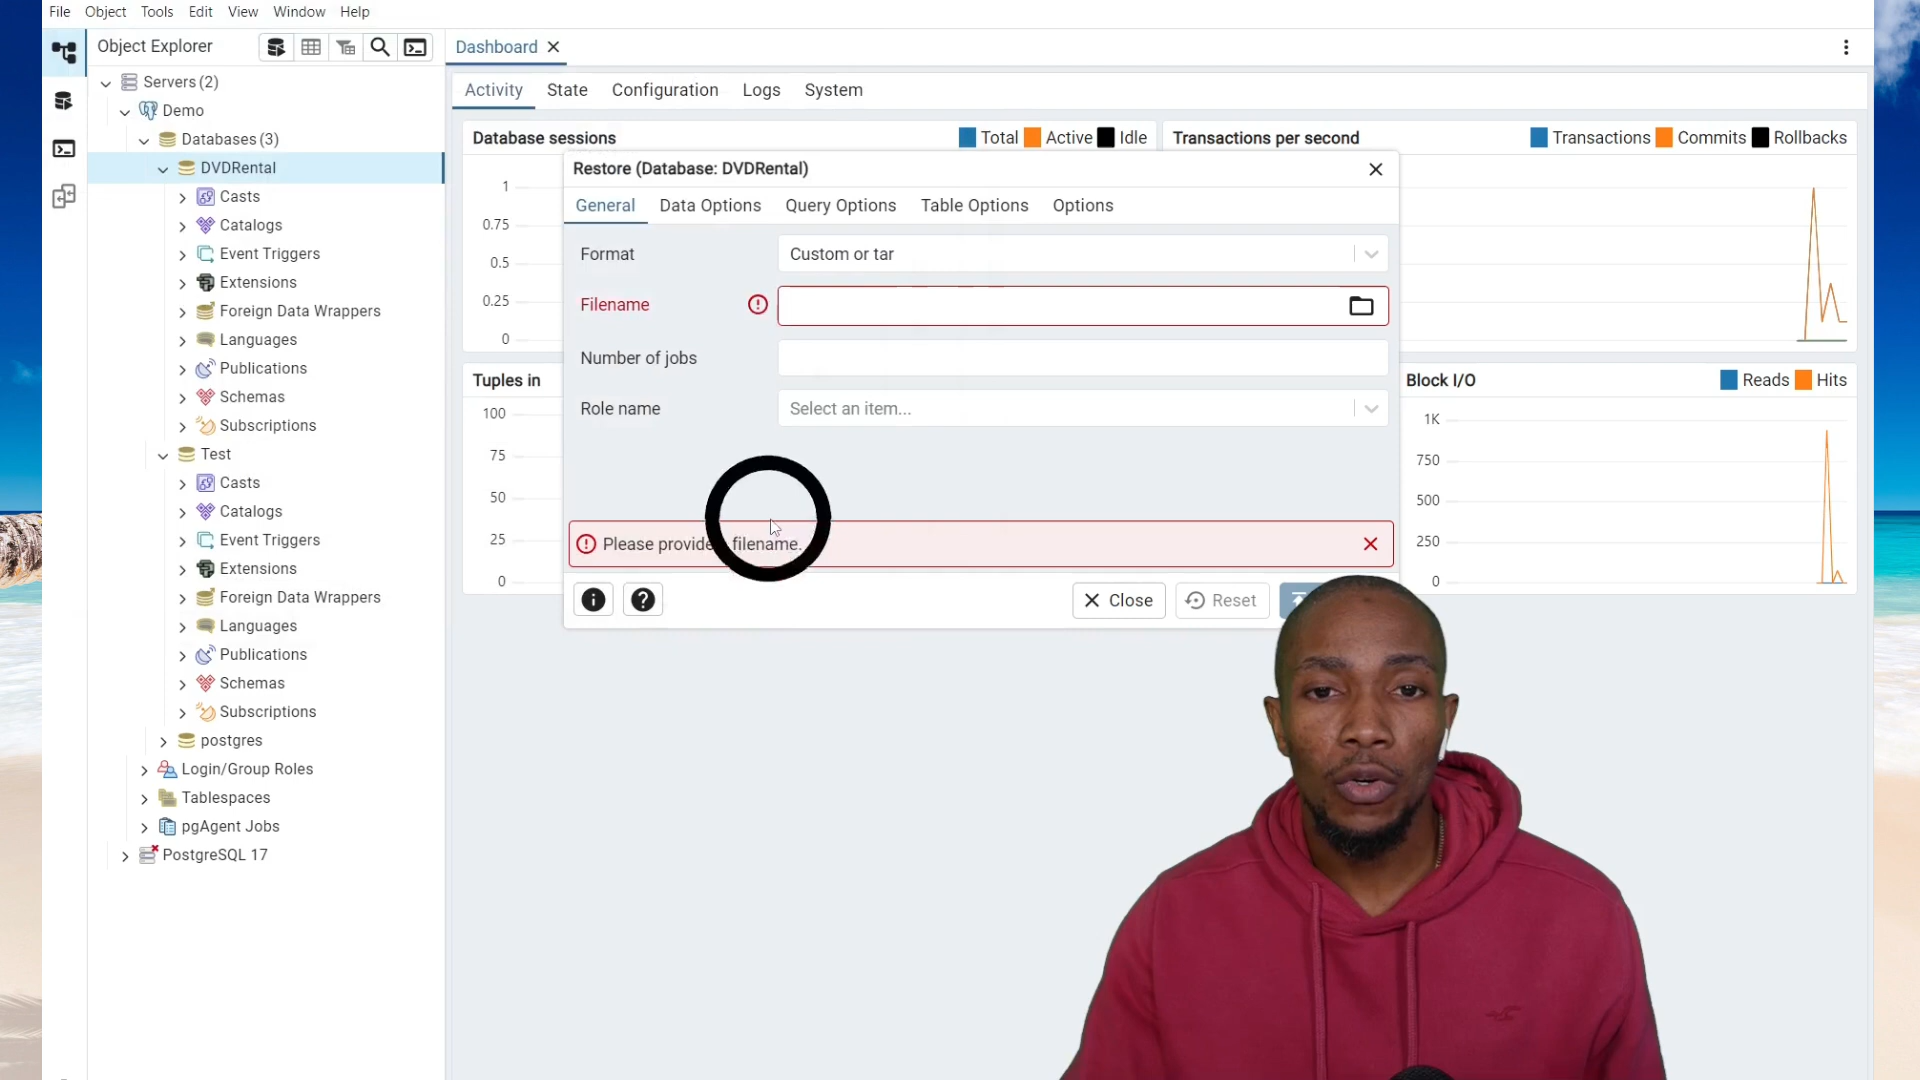 File Object Tools Edit View Window Help
Object Explorer
Dashboard
Servers (2)
Demo
Databases (3)
DVDRental
Casts
Catalogs
Event Triggers
Extensions
Foreign Data Wrappers
Languages
Publications
Schemas
Subscriptions
Test
Casts
Catalogs
Event Triggers
Extensions
Foreign Data Wrappers
Languages
Publications
Schemas
Subscriptions
postgres
Login/Group Roles
Tablespaces
pgAgent Jobs
PostgreSQL 17
Activity State Configuration Logs System
Database sessions
Total Active Idle
1
0.75
0.5
0.25
0
Transactions per second
Transactions Commits Rollbacks
Tuples in
100
75
50
25
0
Block I/O
Reads Hits
1K
750
500
250
0
Restore (Database: DVDRental)
General Data Options Query Options Table Options Options
Format Custom or tar
Filename
Number of jobs
Role name Select an item...
Please provide filename.
Close Reset